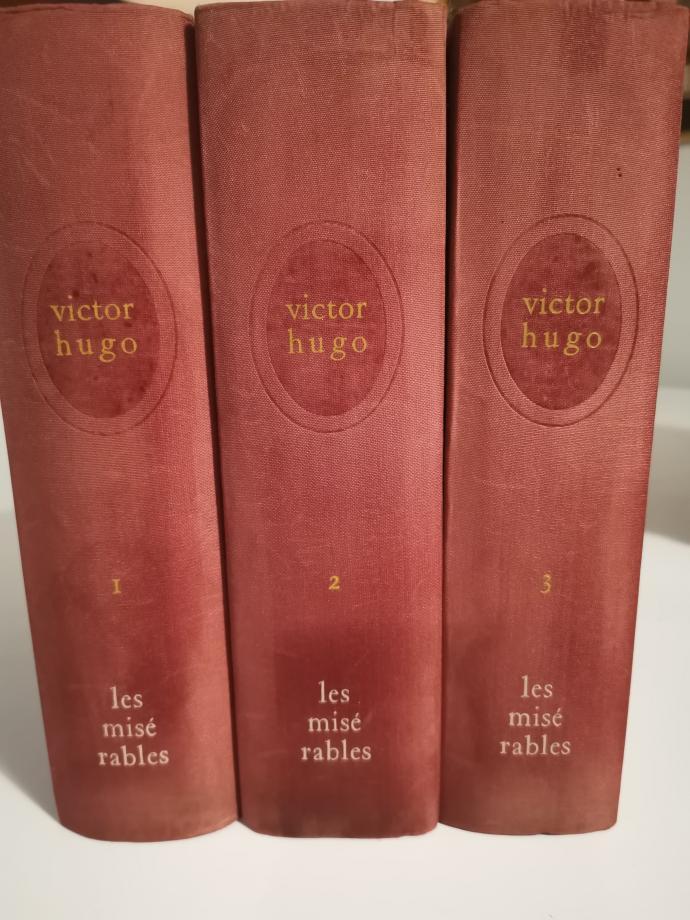 victor
hugo
1
les
misé
rables
victor
hugo
2
les
misé
rables
victor
hugo
3
les
misé
rables